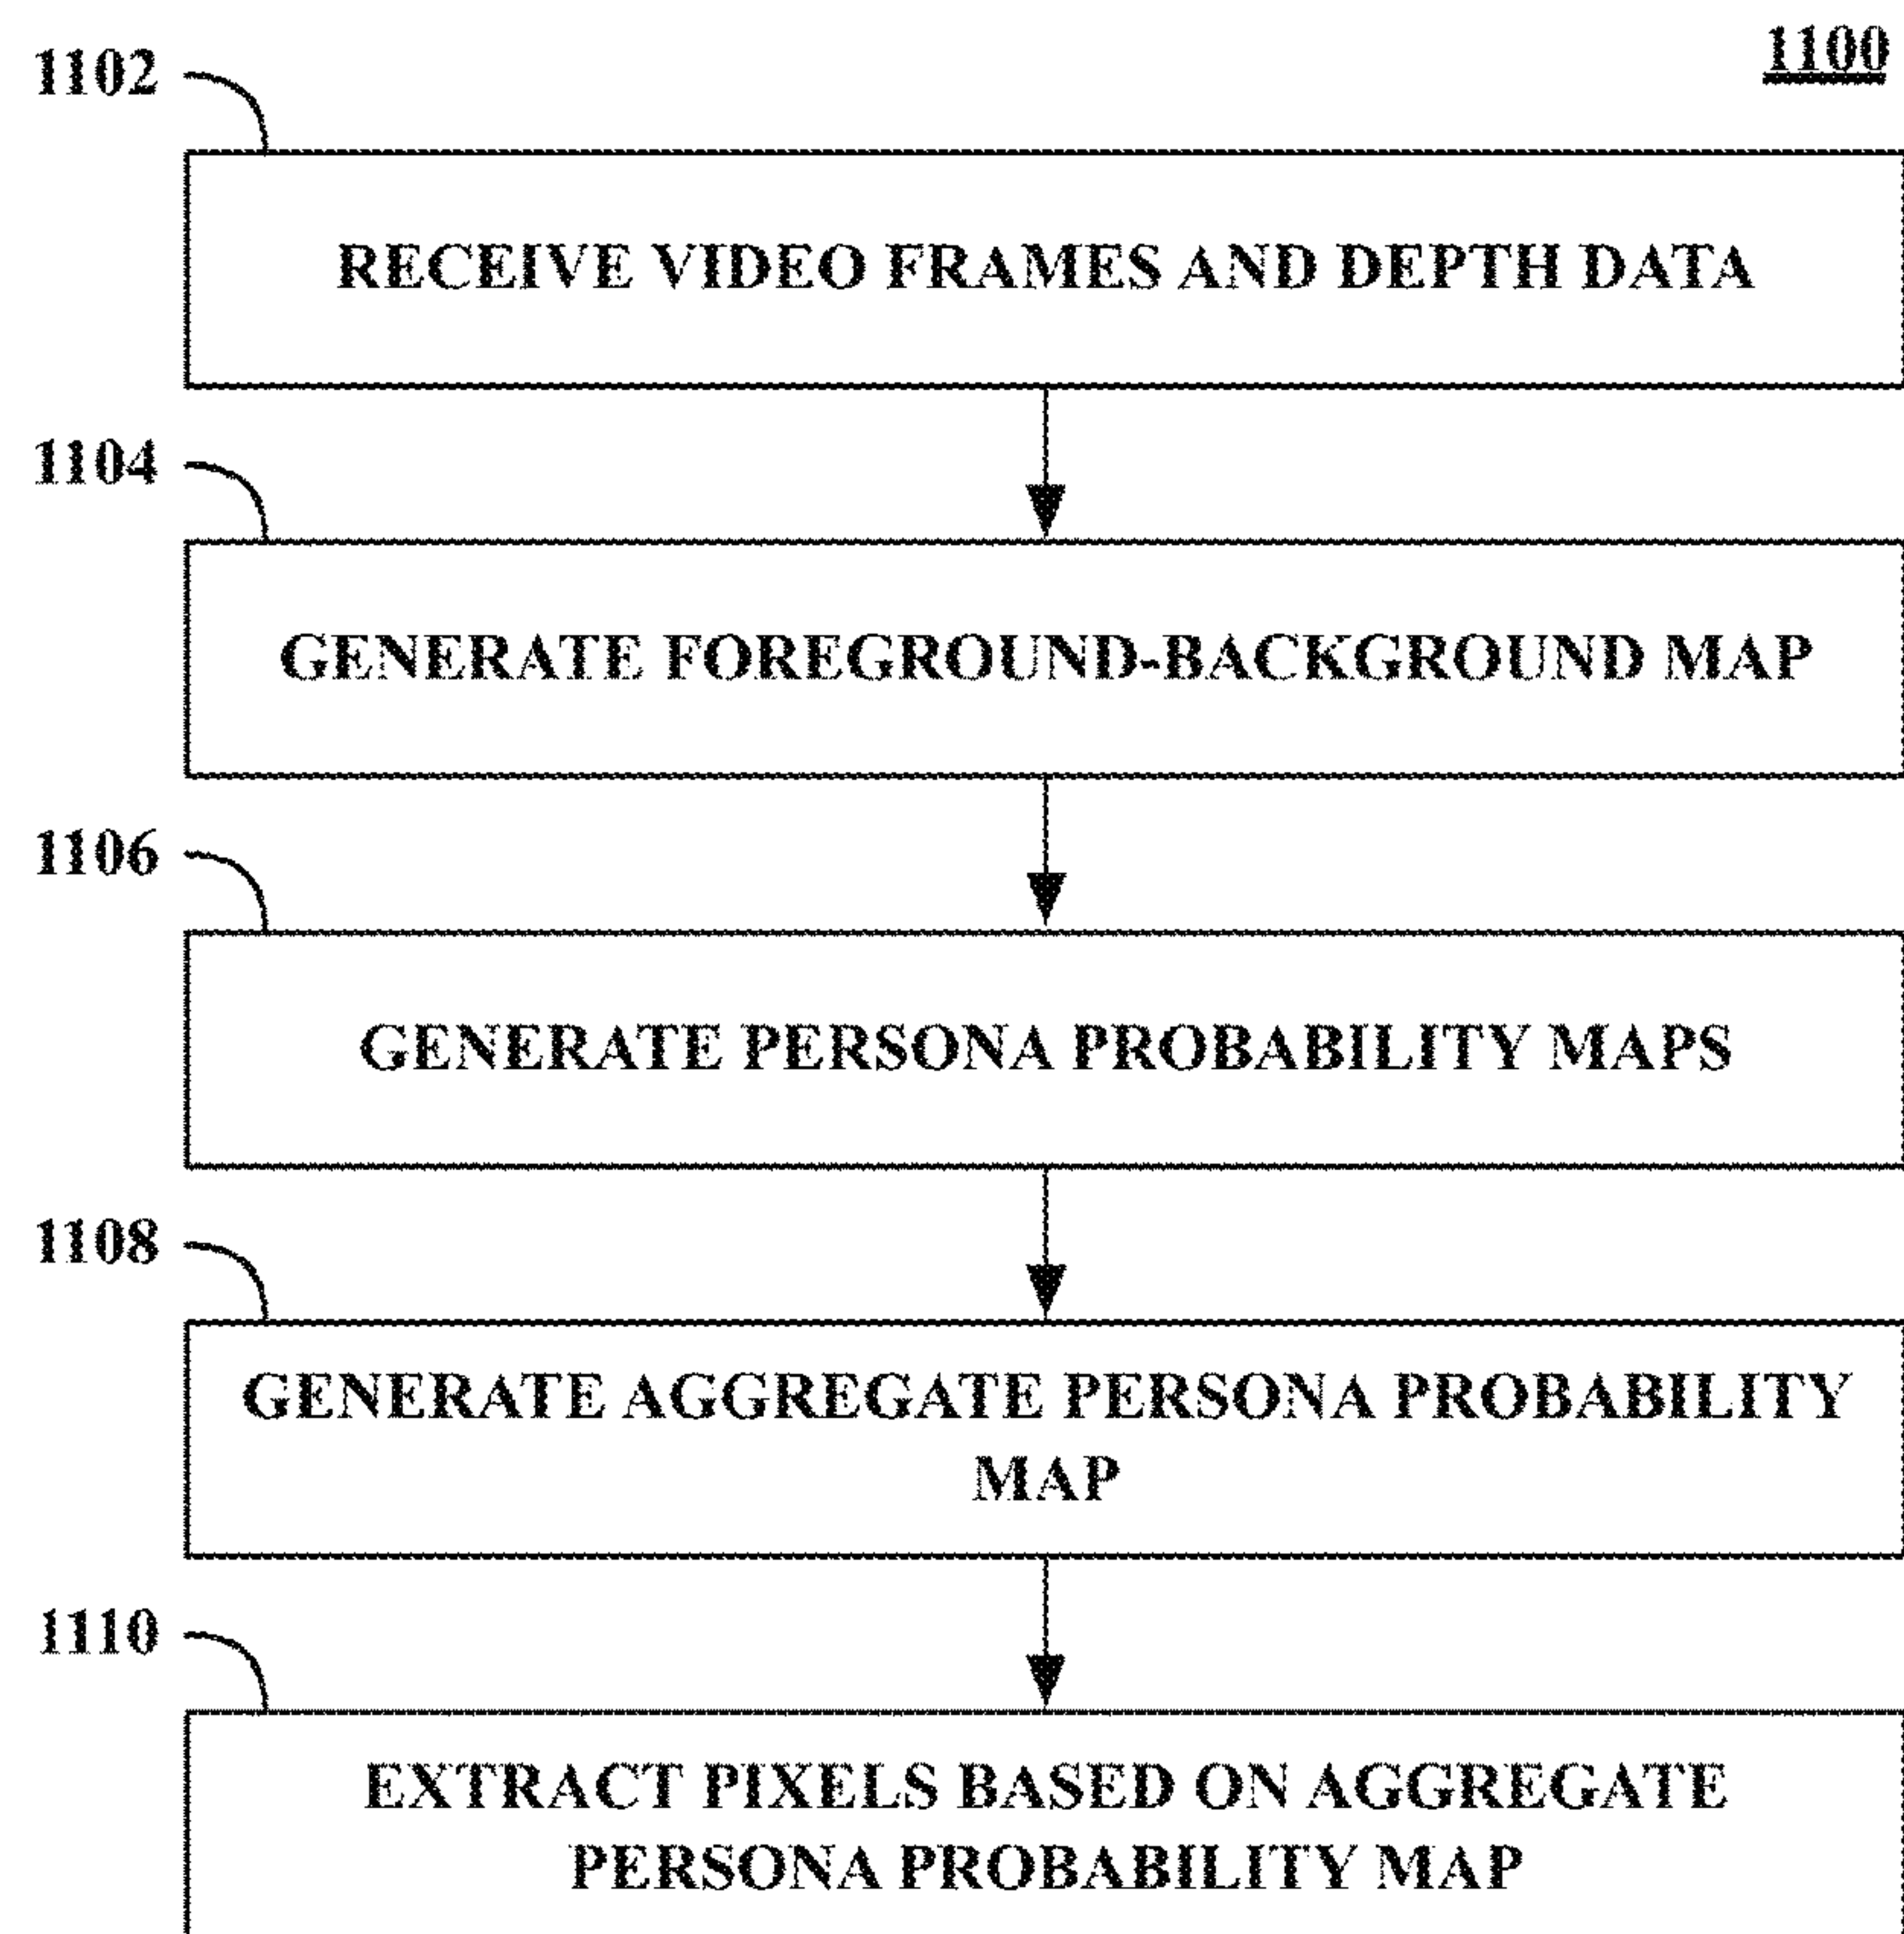 1100
1102
RECEIVE VIDEO FRAMES AND DEPTH DATA
1104
GENERATE FOREGROUND-BACKGROUND MAP
1106
GENERATE PERSONA PROBABILITY MAPS
1108
GENERATE AGGREGATE PERSONA PROBABILITY
MAP
1110
EXTRACT PIXELS BASED ON AGGREGATE
PERSONA PROBABILITY MAP